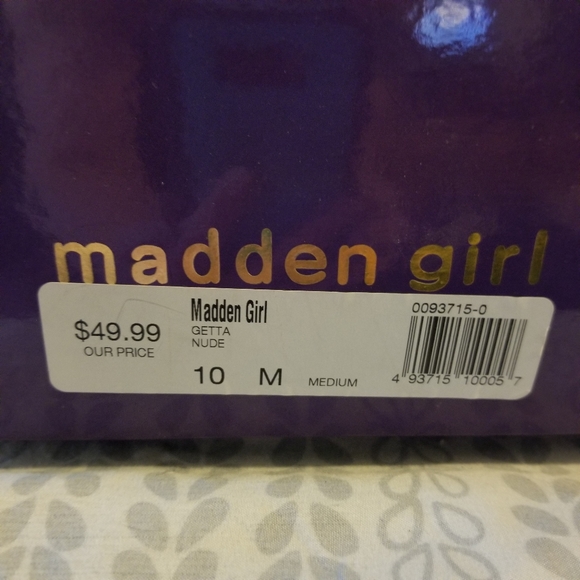 madden girl
$49.99
OUR PRICE
Madden Girl
GETTA
NUDE
10 M MEDIUM
0093715-0
4 93715 10005 7